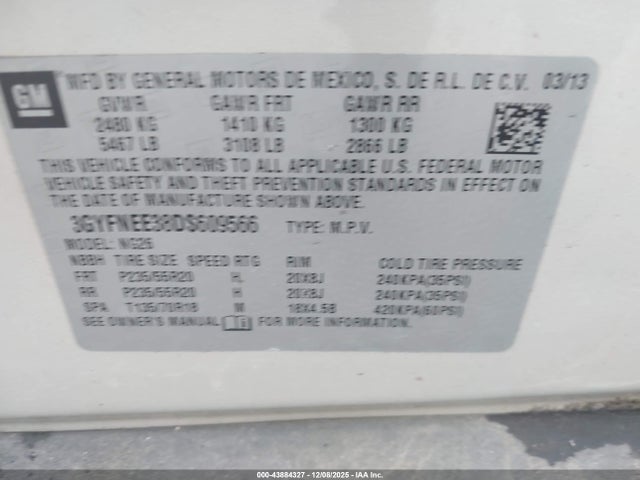 GM
MFD BY GENERAL MOTORS DE MEXICO, S. DE R.L. DE C.V. 03/13
GVWR GAWR FRT GAWR RR
2480 KG 1410 KG 1300 KG
5467 LB 3108 LB 2866 LB
THIS VEHICLE CONFORMS TO ALL APPLICABLE U.S. FEDERAL MOTOR
VEHICLE SAFETY AND THEFT PREVENTION STANDARDS IN EFFECT ON
THE DATE OF MANUFACTURE SHOWN ABOVE.
3GYFNEE38DS609566 TYPE: M.P.V.
MODEL: NG26
NBBH TIRE SIZE SPEED RTG RIM COLD TIRE PRESSURE
FRT P235/55R20 H 20X8J 240KPA(35PSI)
RR P235/55R20 H 20X8J 240KPA(35PSI)
SPA T135/70R18 M 18X4.5B 420KPA(60PSI)
SEE OWNER'S MANUAL FOR MORE INFORMATION.
000-43884327 - 12/08/2025 - IAA Inc.